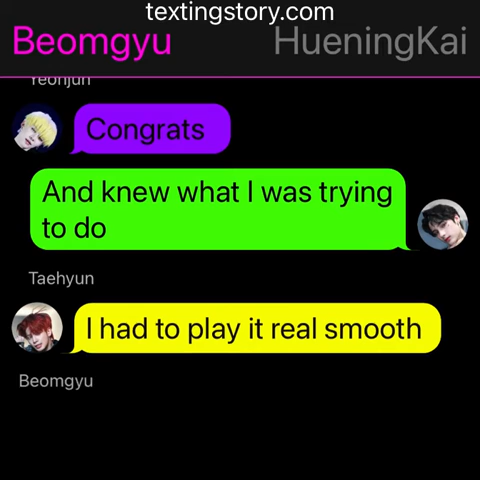 textingstory.com
Beomgyu HueningKai
Yeonjun
Congrats
And knew what I was trying
to do
Taehyun
I had to play it real smooth
Beomgyu